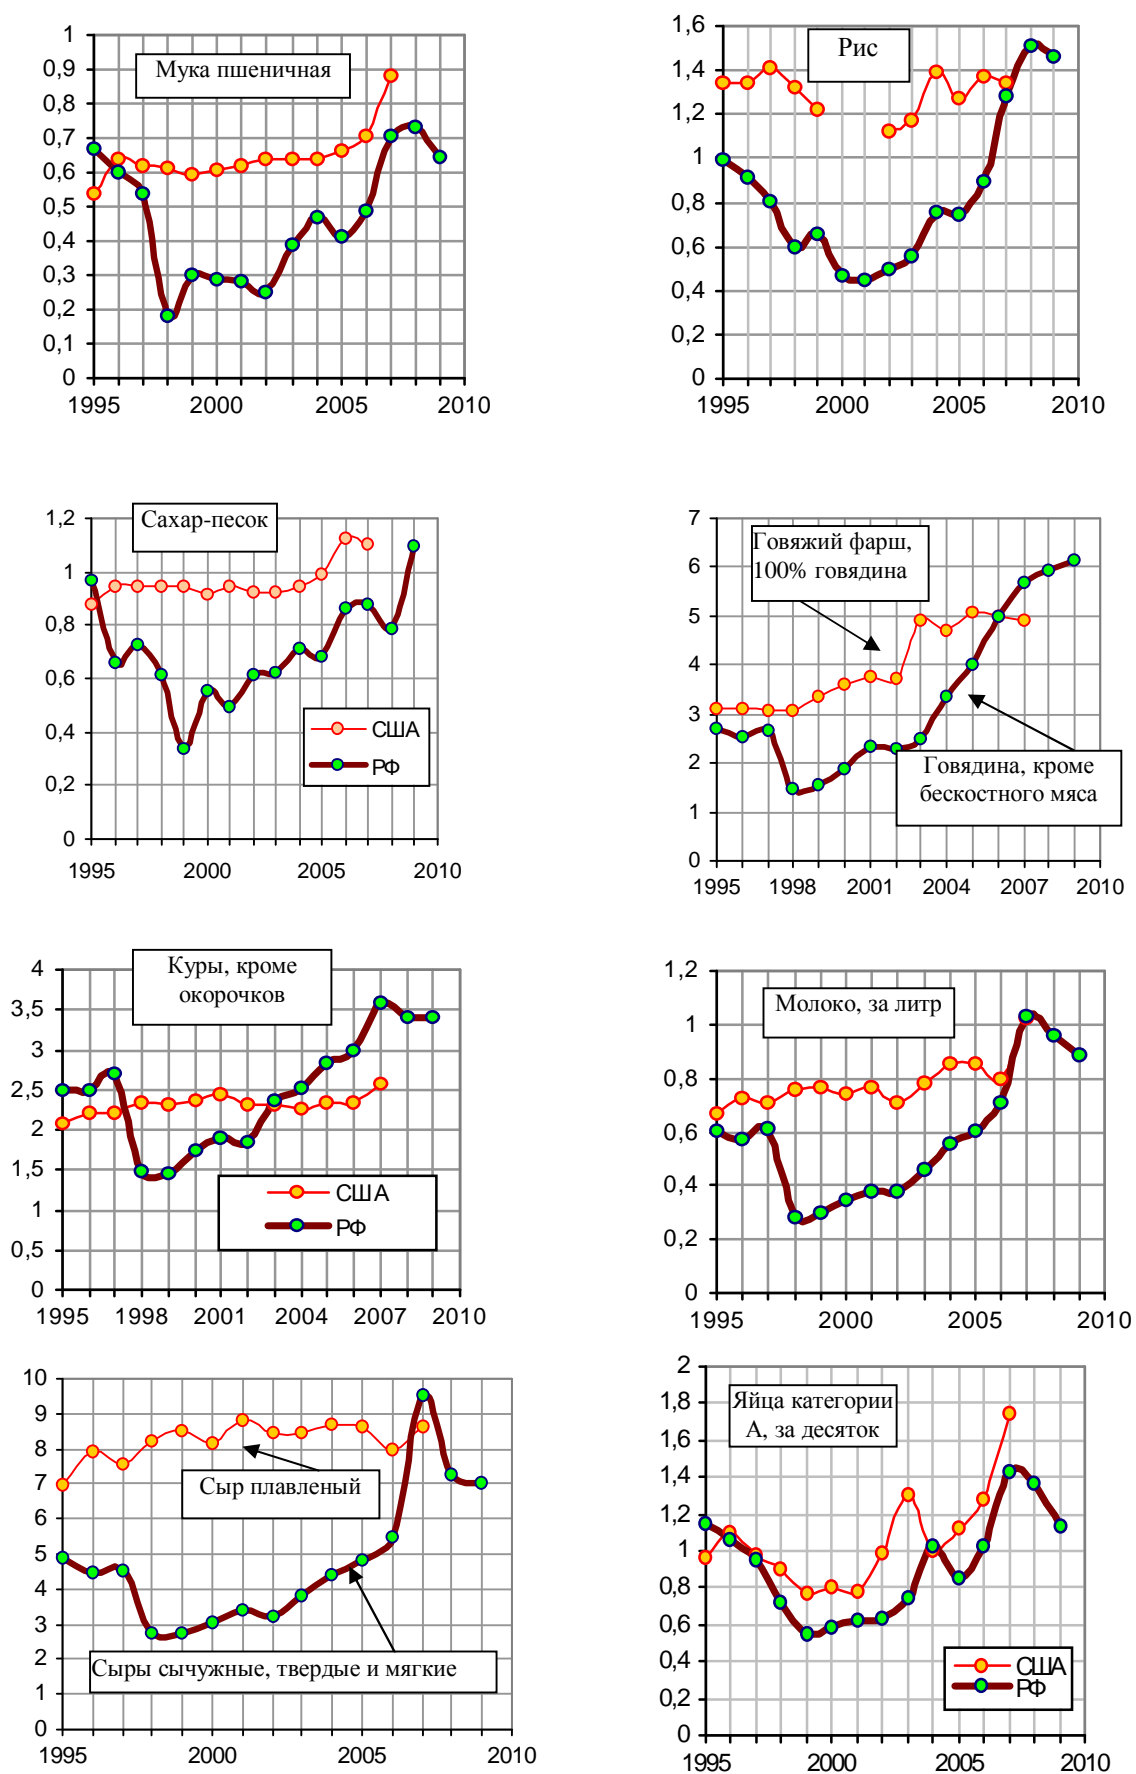 Мука пшеничная
1
0,9
0,8
0,7
0,6
0,5
0,4
0,3
0,2
0,1
0
1995 2000 2005 2010
Рис
1,6
1,4
1,2
1
0,8
0,6
0,4
0,2
0
1995 2000 2005 2010
Сахар-песок
1,2
1
0,8
0,6
0,4
0,2
0
США
РФ
1995 2000 2005 2010
Говяжий фарш,
100% говядина
7
6
5
4
3
2
1
0
Говядина, кроме
бескостного мяса
1995 1998 2001 2004 2007 2010
Куры, кроме
окорочков
4
3,5
3
2,5
2
1,5
1
0,5
0
США
РФ
1995 1998 2001 2004 2007 2010
Молоко, за литр
1,2
1
0,8
0,6
0,4
0,2
0
1995 2000 2005 2010
10
9
8
7
6
5
4
3
2
1
0
Сыр плавленый
Сыры сычужные, твердые и мягкие
1995 2000 2005 2010
Яйца категории
А, за десяток
2
1,8
1,6
1,4
1,2
1
0,8
0,6
0,4
0,2
0
США
РФ
1995 2000 2005 2010